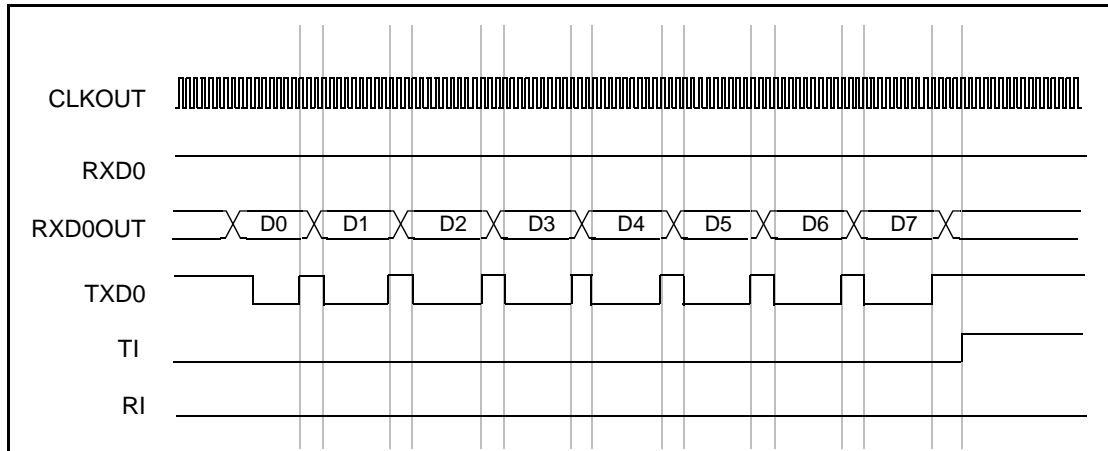 CLKOUT
RXD0
RXD0OUT
D0 D1 D2 D3 D4 D5 D6 D7
TXD0
TI
RI